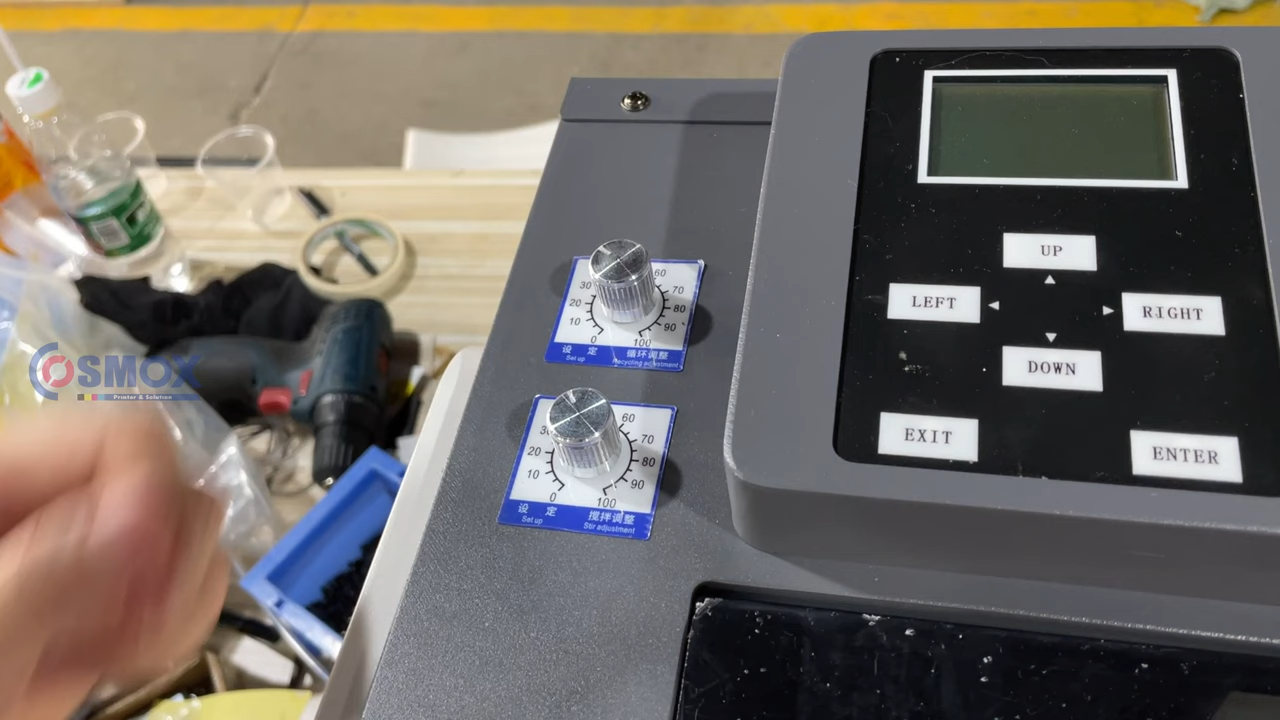 UP
LEFT
RIGHT
DOWN
EXIT
ENTER
30
20
10
0
60
70
80
90
100
设 定 循环调整
Set up Recycling adjustment
30
20
10
0
60
70
80
90
100
设 定 搅拌调整
Set up Stir adjustment
COSMOX
Printer & Solution